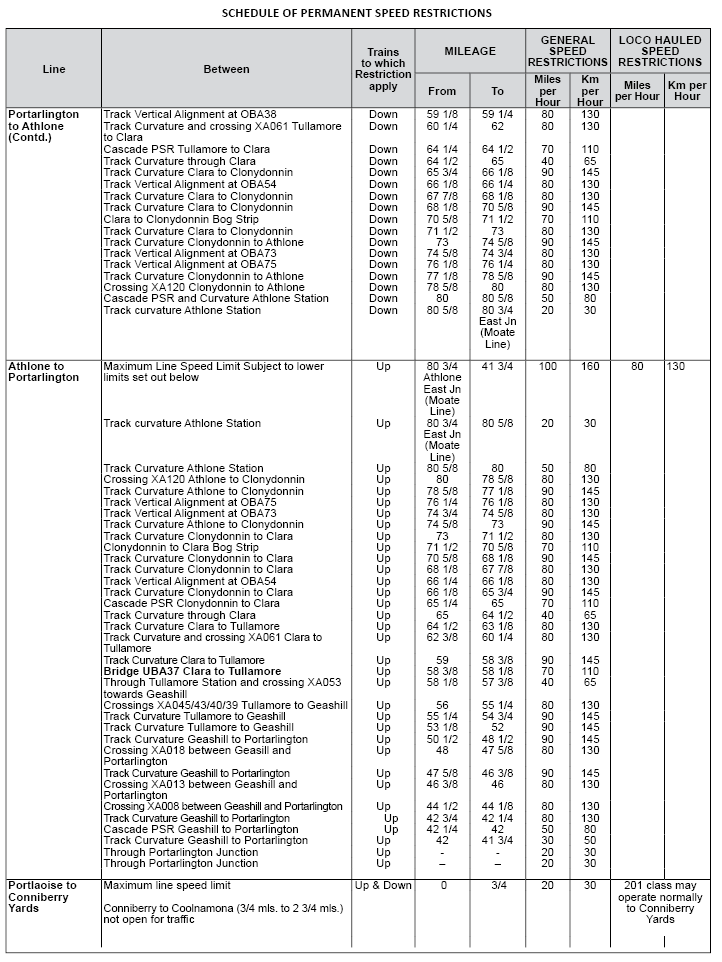 SCHEDULE OF PERMANENT SPEED RESTRICTIONS
Line Between Trains to which Restriction apply MILEAGE From To GENERAL SPEED RESTRICTIONS Miles per Hour Km per Hour LOCO HAULED SPEED RESTRICTIONS Miles per Hour Km per Hour
Portarlington Track Vertical Alignment at OBA38 Down 59 1/8 59 1/4 80 130
to Athlone Track Curvature and crossing XA061 Tullamore Down 60 1/4 62 80 130
(Contd.) to Clara
Cascade PSR Tullamore to Clara Down 64 1/4 64 1/2 70 110
Track Curvature through Clara Down 64 1/2 65 40 65
Track Curvature Clara to Clonydonnin Down 65 3/4 66 1/8 90 145
Track Vertical Alignment at OBA54 Down 66 1/8 66 1/4 80 130
Track Curvature Clara to Clonydonnin Down 67 7/8 68 1/8 80 130
Track Curvature Clara to Clonydonnin Down 68 1/8 70 5/8 90 145
Clara to Clonydonnin Bog Strip Down 70 5/8 71 1/2 70 110
Track Curvature Clara to Clonydonnin Down 71 1/2 73 80 130
Track Curvature Clonydonnin to Athlone Down 73 74 5/8 90 145
Track Vertical Alignment at OBA73 Down 74 5/8 74 3/4 80 130
Track Vertical Alignment at OBA75 Down 76 1/8 76 1/4 80 130
Track Curvature Clonydonnin to Athlone Down 77 1/8 78 5/8 90 145
Crossing XA120 Clonydonnin to Athlone Down 78 5/8 80 80 130
Cascade PSR and Curvature Athlone Station Down 80 80 5/8 50 80
Track curvature Athlone Station Down 80 5/8 80 3/4 20 30
East Jn
(Moate
Line)
Athlone to Maximum Line Speed Limit Subject to lower Up 80 3/4 41 3/4 100 160 80 130
Portarlington limits set out below Athlone
East Jn
(Moate
Line)
Track curvature Athlone Station Up 80 3/4 80 5/8 20 30
East Jn
(Moate
Line)
Track Curvature Athlone Station Up 80 5/8 80 50 80
Crossing XA120 Athlone to Clonydonnin Up 80 78 5/8 80 130
Track Curvature Athlone to Clonydonnin Up 78 5/8 77 1/8 90 145
Track Vertical Alignment at OBA75 Up 76 1/4 76 1/8 80 130
Track Vertical Alignment at OBA73 Up 74 3/4 74 5/8 80 130
Track Curvature Athlone to Clonydonnin Up 74 5/8 73 90 145
Track Curvature Clonydonnin to Clara Up 73 71 1/2 80 130
Clonydonnin to Clara Bog Strip Up 71 1/2 70 5/8 70 110
Track Curvature Clonydonnin to Clara Up 70 5/8 68 1/8 90 145
Track Curvature Clonydonnin to Clara Up 68 1/8 67 7/8 80 130
Track Vertical Alignment at OBA54 Up 66 1/4 66 1/8 80 130
Track Curvature Clonydonnin to Clara Up 66 1/8 65 3/4 90 145
Cascade PSR Clonydonnin to Clara Up 65 1/4 65 70 110
Track Curvature through Clara Up 65 64 1/2 40 65
Track Curvature Clara to Tullamore Up 64 1/2 63 1/8 80 130
Track Curvature and crossing XA061 Clara to Up 62 3/8 60 1/4 80 130
Tullamore
Track Curvature Clara to Tullamore Up 59 58 3/8 90 145
Bridge UBA37 Clara to Tullamore Up 58 3/8 58 1/8 70 110
Through Tullamore Station and crossing XA053 Up 58 1/8 57 3/8 40 65
towards Geashill
Crossings XA045/43/40/39 Tullamore to Geashill Up 56 55 1/4 80 130
Track Curvature Tullamore to Geashill Up 55 1/4 54 3/4 90 145
Track Curvature Tullamore to Geashill Up 53 1/8 52 90 145
Track Curvature Geashill to Portarlington Up 50 1/2 48 1/2 90 145
Crossing XA018 between Geasill and Up 48 47 5/8 80 130
Portarlington
Track Curvature Geashill to Portarlington Up 47 5/8 46 3/8 90 145
Crossing XA013 between Geashill and Up 46 3/8 46 80 130
Portarlington
Crossing XA008 between Geashill and Portarlington Up 44 1/2 44 1/8 80 130
Track Curvature Geashill to Portarlington Up 42 3/4 42 1/4 80 130
Cascade PSR Geashill to Portarlington Up 42 1/4 42 50 80
Track Curvature Geashill to Portarlington Up 42 41 3/4 30 50
Through Portarlington Junction Up - - 20 30
Through Portarlington Junction Up – – 20 30
Portlaoise to Maximum line speed limit Up & Down 0 3/4 20 30 201 class may
Conniberry operate normally
Yards Conniberry to Coolnamona (3/4 mls. to 2 3/4 mls.) to Conniberry
not open for traffic Yards